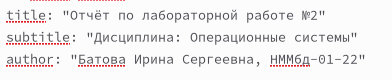 title: "Отчёт по лабораторной работе №2"
subtitle: "Дисциплина: Операционные системы"
author: "Батова Ирина Сергеевна, НММбд-01-22"